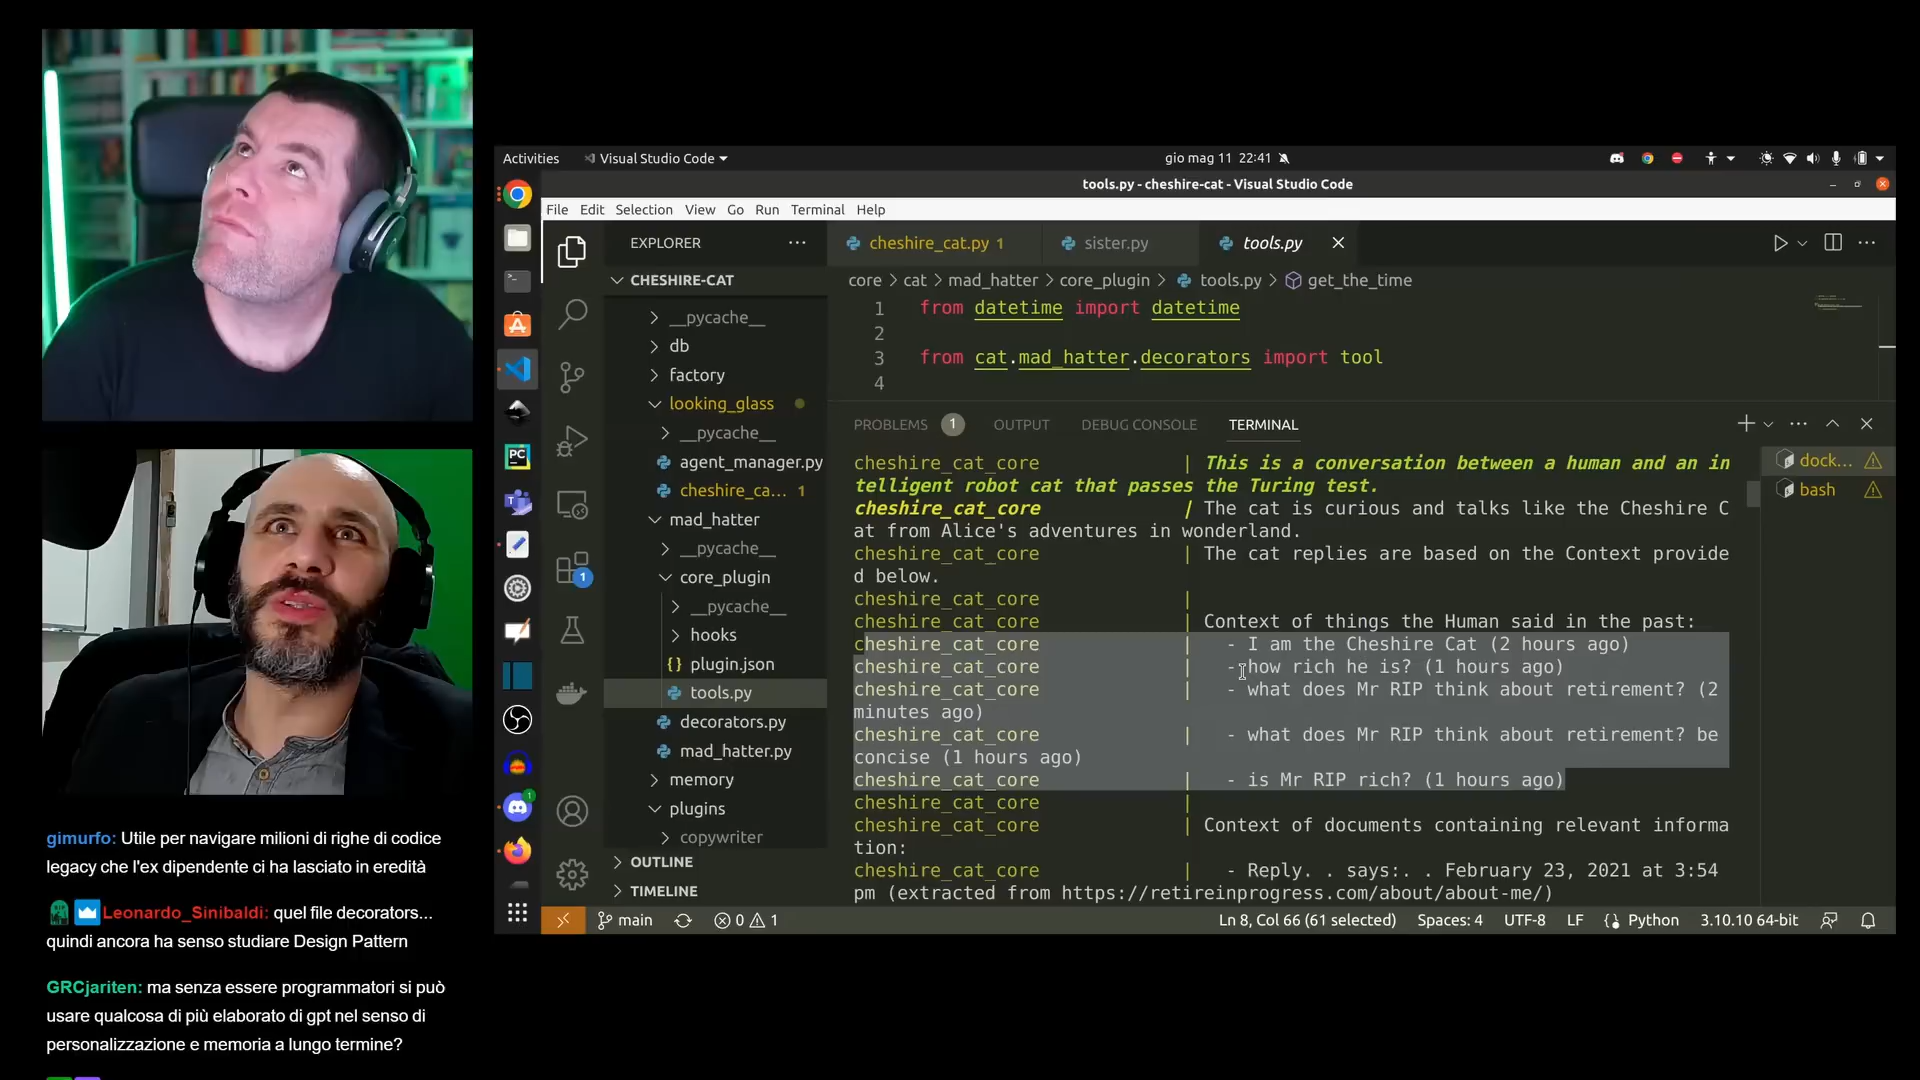 Activities
Visual Studio Code
gio mag 11 22:41
tools.py - cheshire-cat - Visual Studio Code
File Edit Selection View Go Run Terminal Help
EXPLORER
CHESHIRE-CAT
__pycache__
db
factory
looking_glass
__pycache__
agent_manager.py
cheshire_ca... 1
mad_hatter
__pycache__
core_plugin
__pycache__
hooks
{} plugin.json
tools.py
decorators.py
mad_hatter.py
memory
plugins
copywriter
OUTLINE
TIMELINE
PC
1
1
cheshire_cat.py 1
sister.py
tools.py
core > cat > mad_hatter > core_plugin > tools.py > get_the_time
1 from datetime import datetime
2
3 from cat.mad_hatter.decorators import tool
4
PROBLEMS 1 OUTPUT DEBUG CONSOLE TERMINAL
dock...
bash
cheshire_cat_core | This is a conversation between a human and an in
telligent robot cat that passes the Turing test.
cheshire_cat_core | The cat is curious and talks like the Cheshire C
at from Alice's adventures in wonderland.
cheshire_cat_core | The cat replies are based on the Context provide
d below.
cheshire_cat_core |
cheshire_cat_core | Context of things the Human said in the past:
cheshire_cat_core | - I am the Cheshire Cat (2 hours ago)
cheshire_cat_core | - how rich he is? (1 hours ago)
cheshire_cat_core | - what does Mr RIP think about retirement? (2
minutes ago)
cheshire_cat_core | - what does Mr RIP think about retirement? be
concise (1 hours ago)
cheshire_cat_core | - is Mr RIP rich? (1 hours ago)
cheshire_cat_core |
cheshire_cat_core | Context of documents containing relevant informa
tion:
cheshire_cat_core | - Reply. . says:. . February 23, 2021 at 3:54
pm (extracted from https://retireinprogress.com/about/about-me/)
main 0 1 Ln 8, Col 66 (61 selected) Spaces: 4 UTF-8 LF {} Python 3.10.10 64-bit
gimurfo: Utile per navigare milioni di righe di codice
legacy che l'ex dipendente ci ha lasciato in eredità
Leonardo_Sinibaldi: quel file decorators...
quindi ancora ha senso studiare Design Pattern
GRCjariten: ma senza essere programmatori si può
usare qualcosa di più elaborato di gpt nel senso di
personalizzazione e memoria a lungo termine?